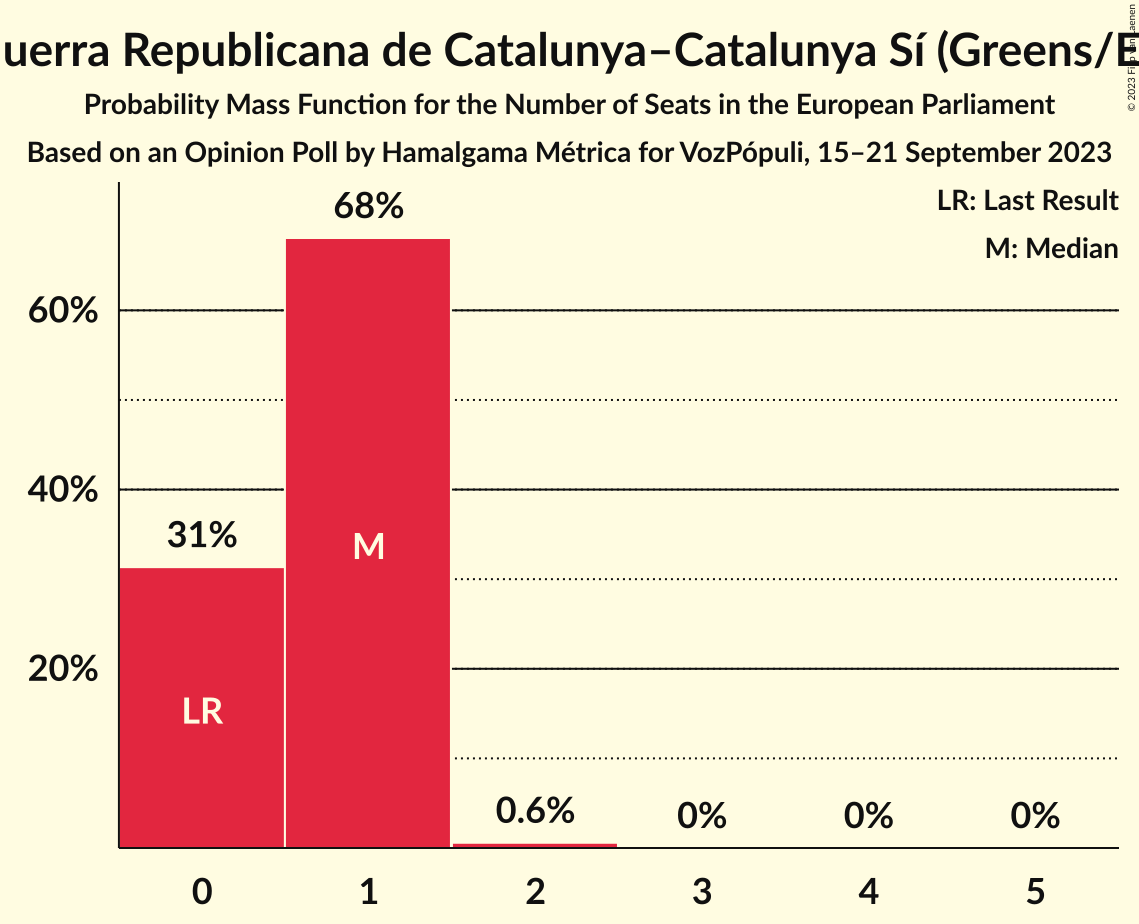 uerra Republicana de Catalunya–Catalunya Sí (Greens/E
Probability Mass Function for the Number of Seats in the European Parliament
Based on an Opinion Poll by Hamalgama Métrica for VozPópuli, 15–21 September 2023
LR: Last Result
M: Median
68%
60%
40%
31%
M
20%
LR
0.6%
0%
0%
0%
0
1
2
3
4
5
© 2023